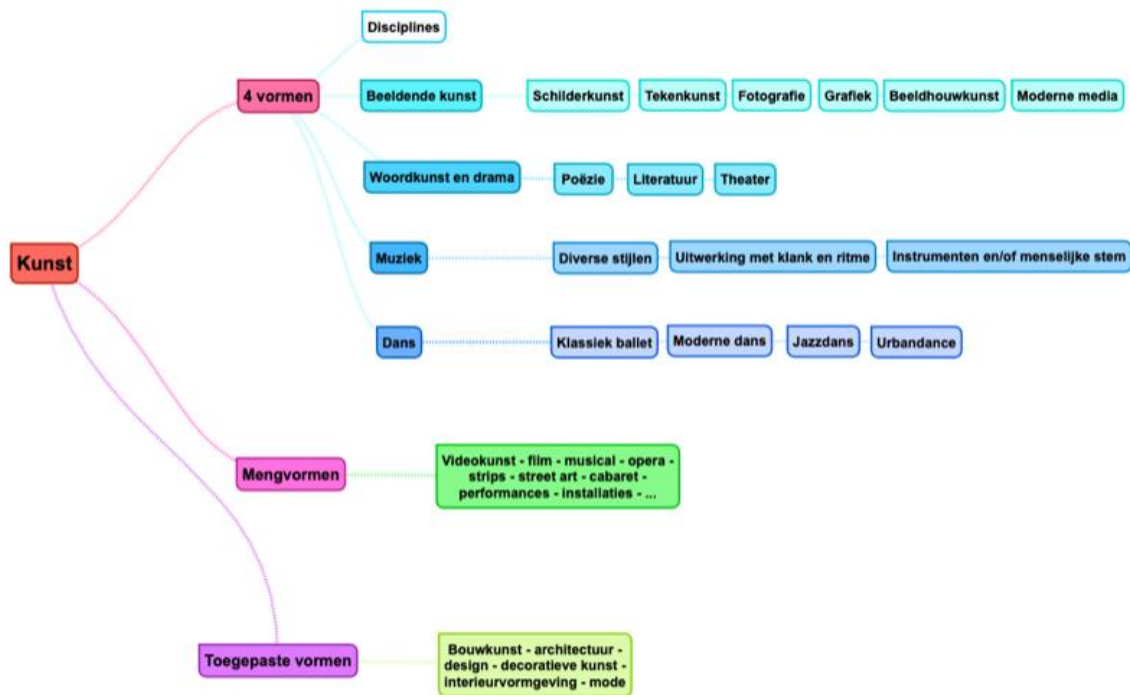 Disciplines
4 vormen
Beeldende kunst
Schilderkunst
Tekenkunst
Fotografie
Grafiek
Beeldhouwkunst
Moderne media
Woordkunst en drama
Poëzie
Literatuur
Theater
Kunst
Muziek
Diverse stijlen
Uitwerking met klank en ritme
Instrumenten en/of menselijke stem
Dans
Klassiek ballet
Moderne dans
Jazzdans
Urbandance
Mengvormen
Videokunst - film - musical - opera -
strips - street art - cabaret -
performances - installaties - ...
Toegepaste vormen
Bouwkunst - architectuur -
design - decoratieve kunst -
interieurvormgeving - mode